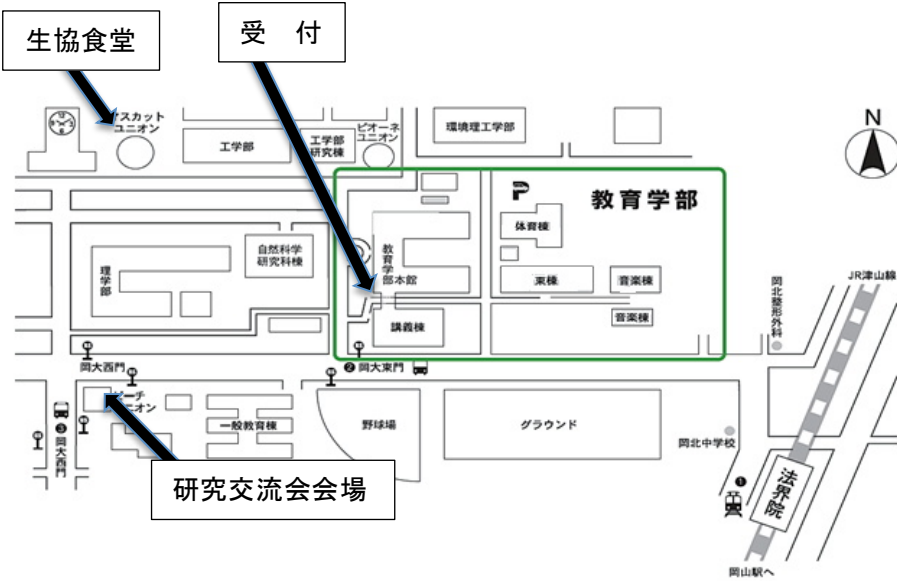 生協食堂
受　付
マスカット
ユニオン
工学部
工学部
研究棟
ピオーネ
ユニオン
環境理工学部
N
P
教育学部
体育棟
自然科学
研究科棟
理学部
教育学部本館
東棟
音楽棟
音楽棟
講義棟
岡北整形外科
JR津山線
岡大西門
❷岡大東門
ピーチ
ユニオン
一般教育棟
野球場
グラウンド
岡北中学校
❸岡大西門
❶
法界院
研究交流会会場
岡山駅へ